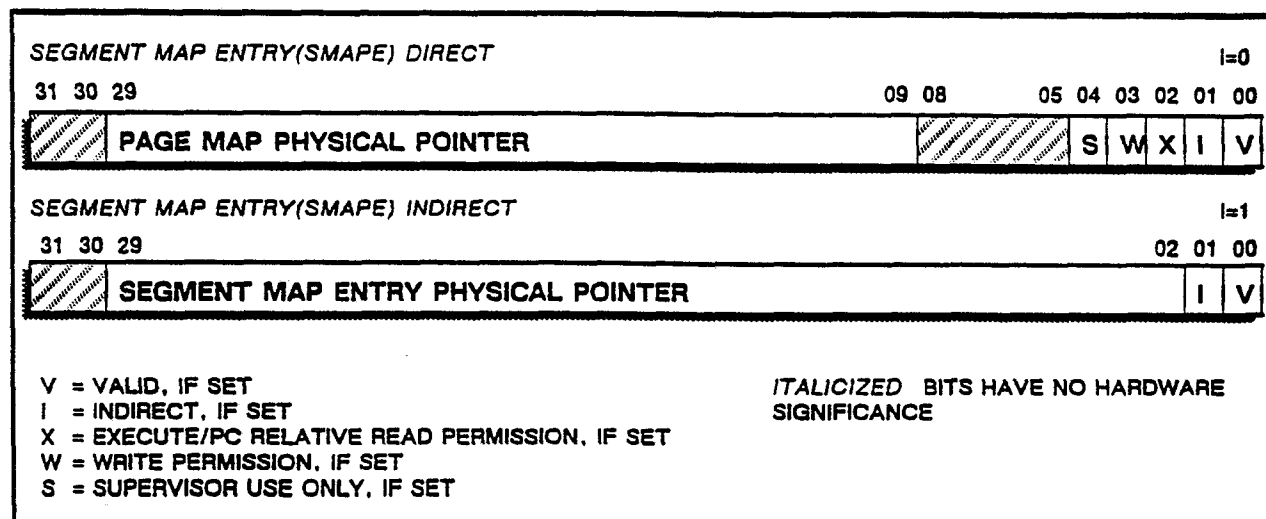 SEGMENT MAP ENTRY(SMAPE) DIRECT I=0
31 30 29 09 08 05 04 03 02 01 00
PAGE MAP PHYSICAL POINTER S W X I V
SEGMENT MAP ENTRY(SMAPE) INDIRECT I=1
31 30 29 02 01 00
SEGMENT MAP ENTRY PHYSICAL POINTER I V
V = VALID, IF SET
I = INDIRECT, IF SET
X = EXECUTE/PC RELATIVE READ PERMISSION, IF SET
W = WRITE PERMISSION, IF SET
S = SUPERVISOR USE ONLY, IF SET
ITALICIZED BITS HAVE NO HARDWARE
SIGNIFICANCE